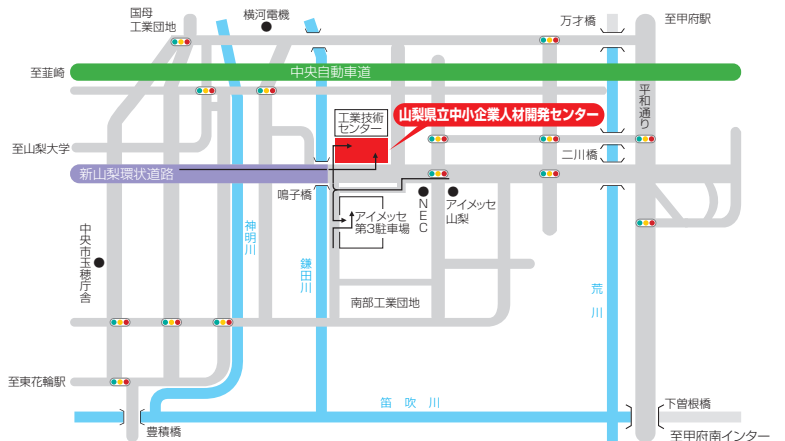 国母
工業団地
横河電機
万才橋
至甲府駅
至韮崎
中央自動車道
平和通り
工業技術
センター
山梨県立中小企業人材開発センター
至山梨大学
二川橋
新山梨環状道路
鳴子橋
NEC
アイメッセ
山梨
アイメッセ
第3駐車場
神明川
中央市玉穂庁舎
鎌田川
荒川
南部工業団地
至東花輪駅
笛吹川
下曽根橋
豊積橋
至甲府南インター